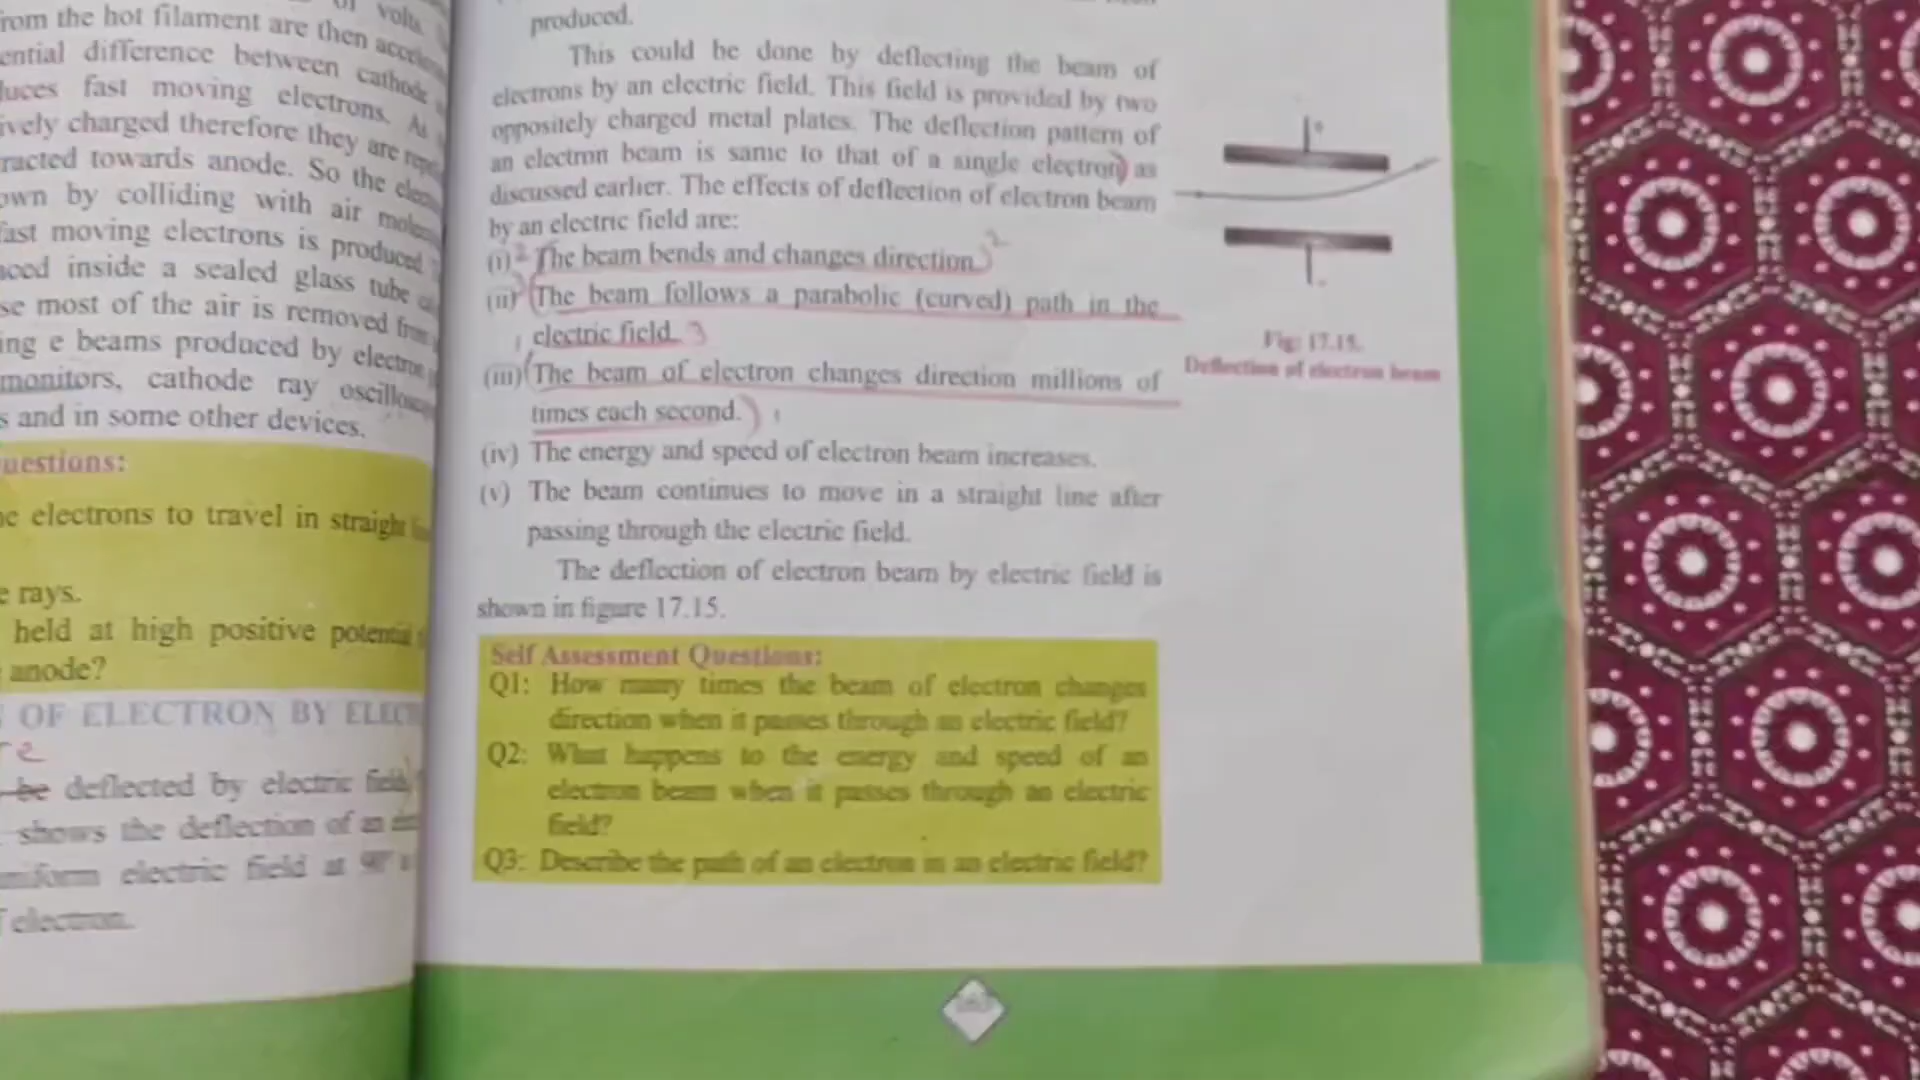 from the hot filament are then
ential difference between cathode
luces fast moving electrons. As
ively charged therefore they are
racted towards anode. So the
own by colliding with air
fast moving electrons is produced
aced inside a sealed glass tube
se most of the air is removed from
ing e beams produced by electron
monitors, cathode ray
s and in some other devices.
uestions:
ne electrons to travel in straight
e rays.
held at high positive potential
anode?
OF ELECTRON BY
be deflected by electric field
shows the deflection of an
uniform electric field at 90°
electron.
produced.
This could be done by deflecting the beam of
electrons by an electric field. This field is provided by two
oppositely charged metal plates. The deflection pattern of
an electron beam is same to that of a single electron) as
discussed earlier. The effects of deflection of electron beam
by an electric field are:
(i) 2 The beam bends and changes direction.) 2
(ii) 3 (The beam follows a parabolic (curved) path in the
electric field. 3
(iii) (The beam of electron changes direction millions of
times each second.) 1
(iv) The energy and speed of electron beam increases.
(v) The beam continues to move in a straight line after
passing through the electric field.
The deflection of electron beam by electric field is
shown in figure 17.15.
Self Assessment Questions:
Q1: How many times the beam of electron changes
direction when it passes through an electric field?
Q2: What happens to the energy and speed of an
electron beam when it passes through an electric
field?
Q3: Describe the path of an electron in an electric field?
+
-
Fig: 17.15.
Deflection of electron beam